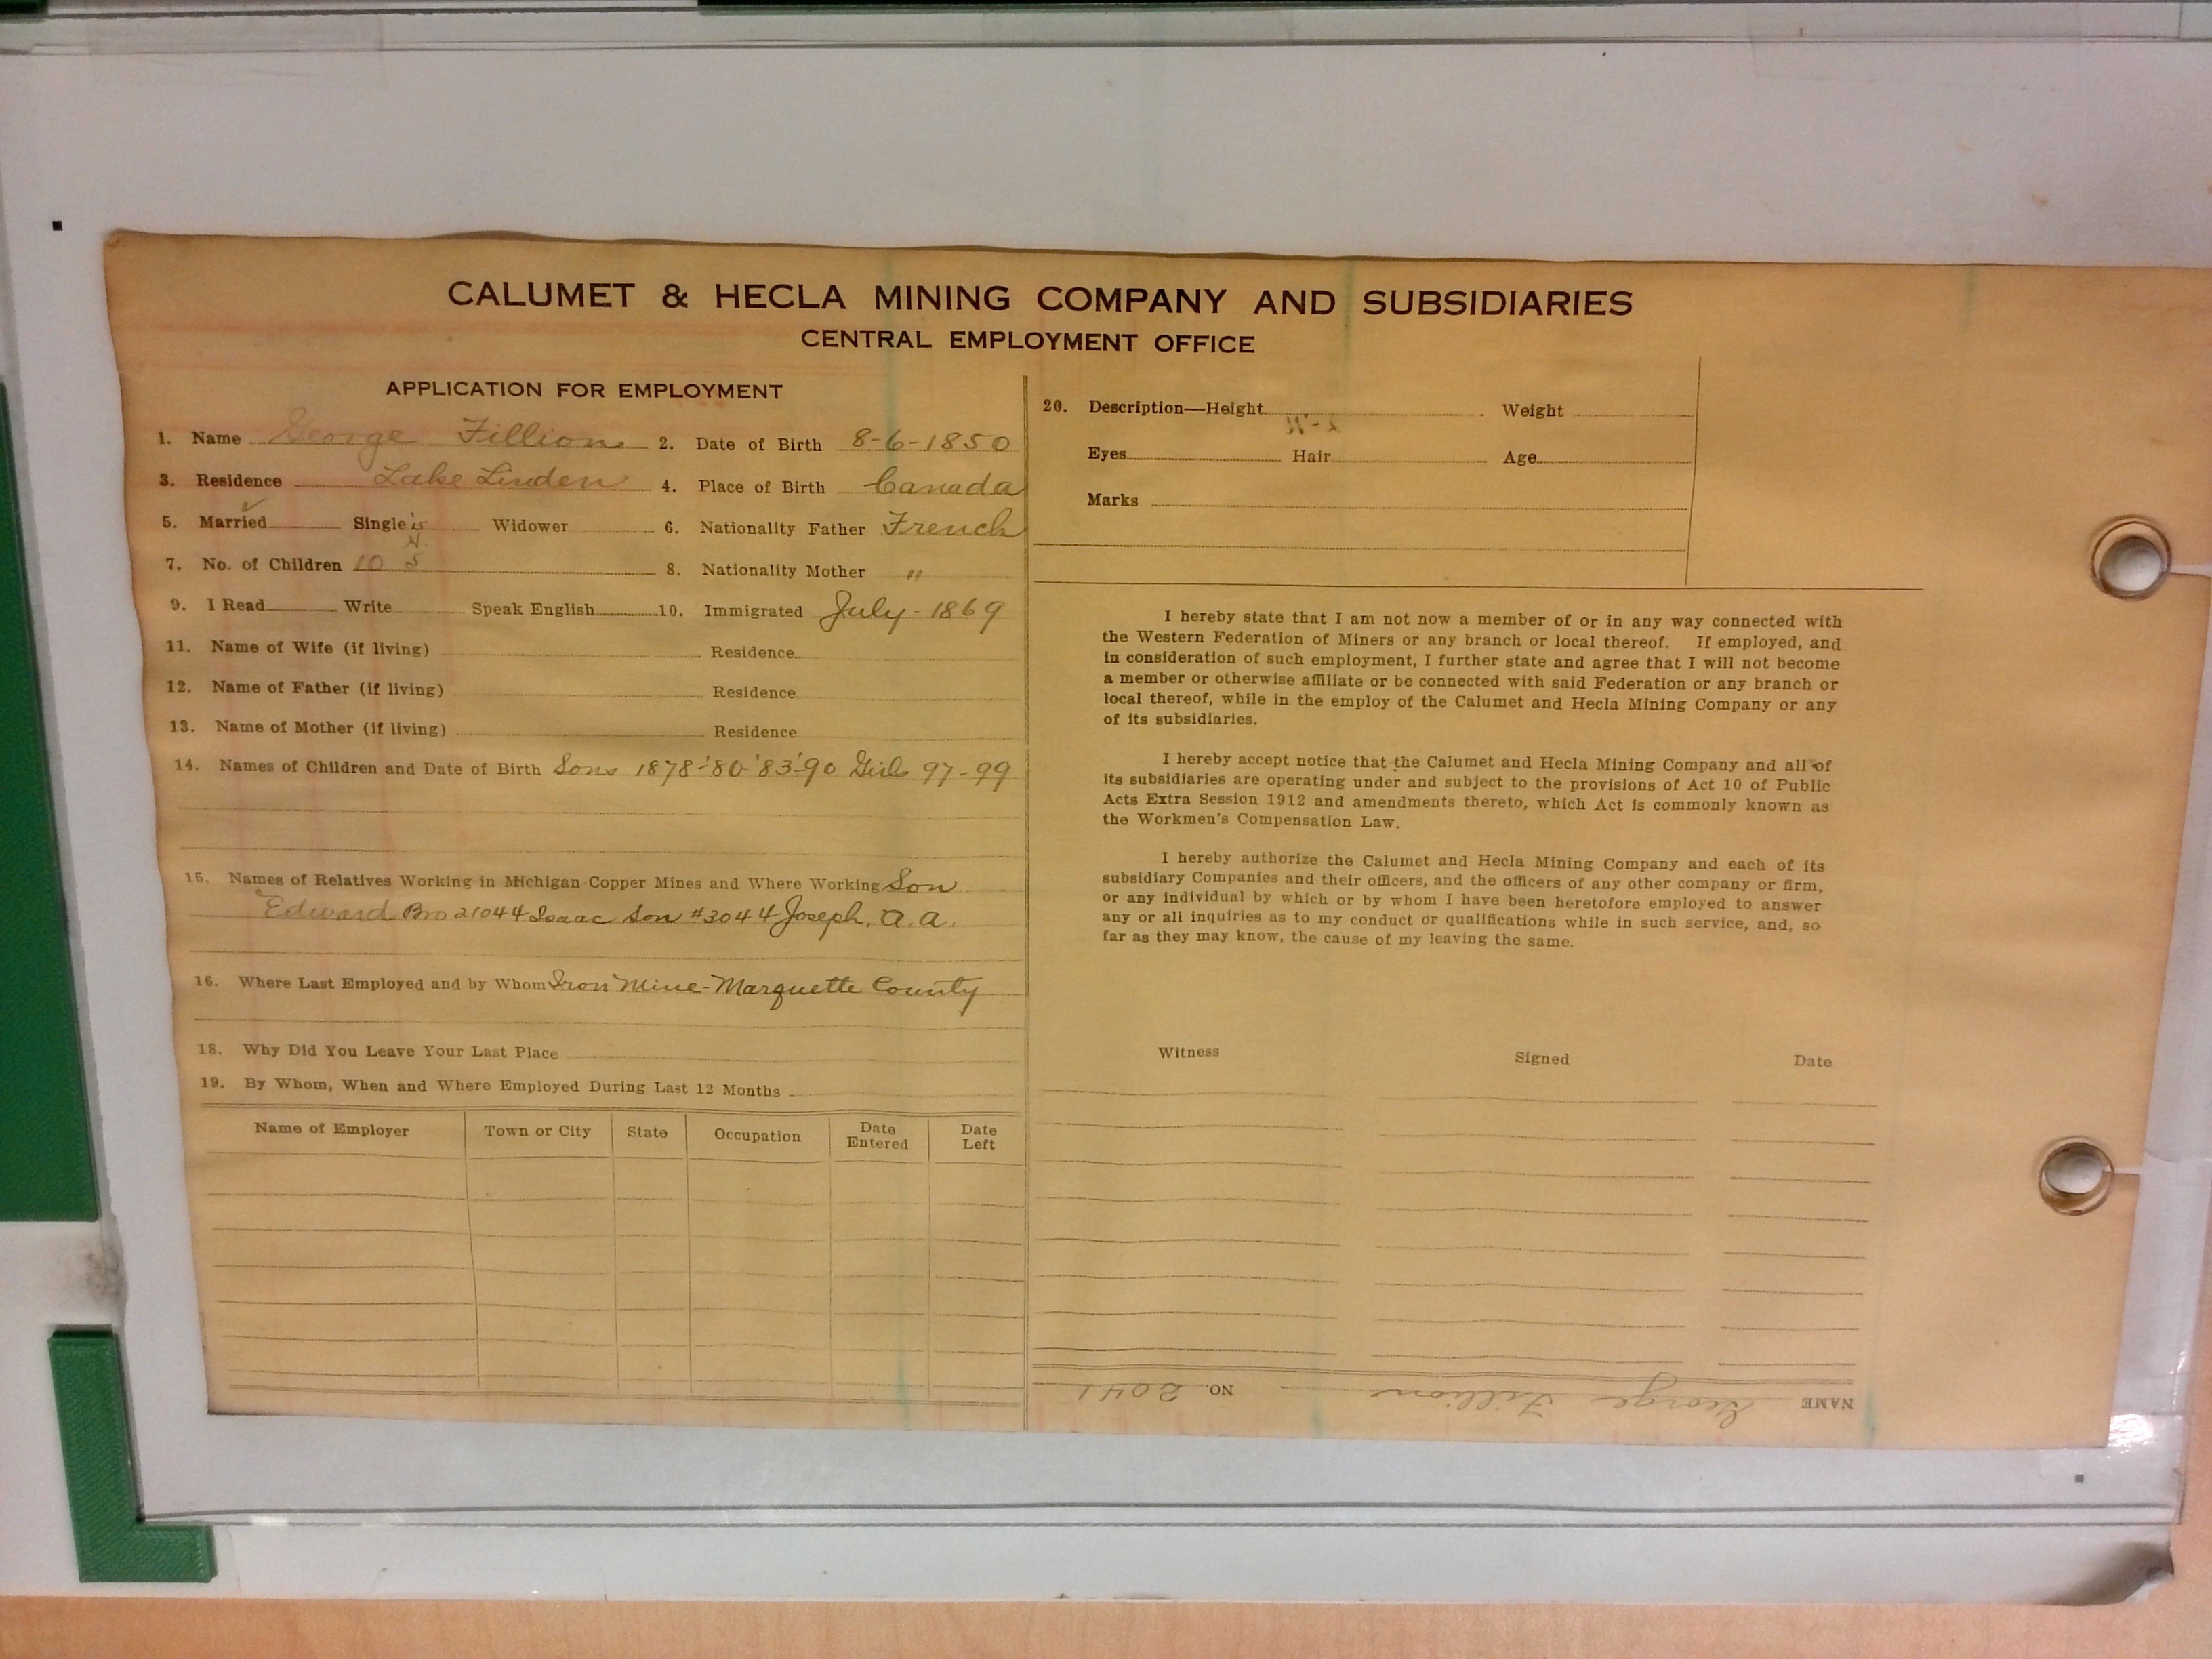 CALUMET & HECLA MINING COMPANY AND SUBSIDIARIES
CENTRAL EMPLOYMENT OFFICE
APPLICATION FOR EMPLOYMENT
1. Name George Fillion 2. Date of Birth 8-6-1850
3. Residence Lake Linden 4. Place of Birth Canada
5. Married ✓ Single Widower 6. Nationality Father French
7. No. of Children 10 8. Nationality Mother "
9. I Read Write Speak English 10. Immigrated July-1869
11. Name of Wife (if living) Residence
12. Name of Father (if living) Residence
13. Name of Mother (if living) Residence
14. Names of Children and Date of Birth Sons 1878-'80-'83-'90 Girls 97-99
15. Names of Relatives Working in Michigan Copper Mines and Where Working Son
Edward Bro 21044 Isaac Son #3044 Joseph, a.a.
16. Where Last Employed and by Whom Iron Mine-Marquette County
18. Why Did You Leave Your Last Place
19. By Whom, When and Where Employed During Last 12 Months
Name of Employer Town or City State Occupation Date Entered Date Left
20. Description—Height Weight
Eyes Hair Age
Marks
I hereby state that I am not now a member of or in any way connected with
the Western Federation of Miners or any branch or local thereof. If employed, and
in consideration of such employment, I further state and agree that I will not become
a member or otherwise affiliate or be connected with said Federation or any branch or
local thereof, while in the employ of the Calumet and Hecla Mining Company or any
of its subsidiaries.
I hereby accept notice that the Calumet and Hecla Mining Company and all of
its subsidiaries are operating under and subject to the provisions of Act 10 of Public
Acts Extra Session 1912 and amendments thereto, which Act is commonly known as
the Workmen's Compensation Law.
I hereby authorize the Calumet and Hecla Mining Company and each of its
subsidiary Companies and their officers, and the officers of any other company or firm,
or any individual by which or by whom I have been heretofore employed to answer
any or all inquiries as to my conduct or qualifications while in such service, and, so
far as they may know, the cause of my leaving the same.
Witness Signed Date
NAME George Fillion NO. 2041